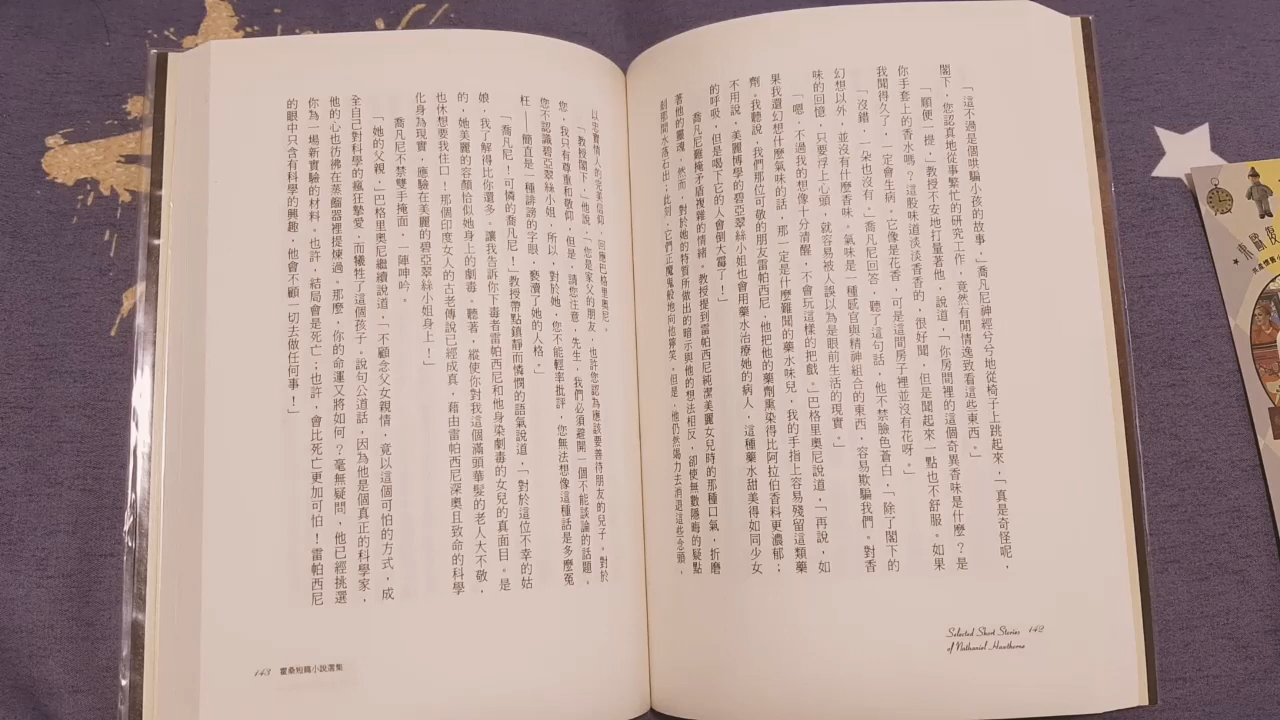 「這不過是個哄騙小孩的故事，」喬凡尼神經兮兮地從椅子上跳起來，「真是奇怪呢，
閣下，您認真地從事繁忙的研究工作，竟然有閒情逸致看這些東西。」
「順便一提，」教授不安地打量著他，說道，「你房間裡的這個奇異香味是什麼？是
你手套上的香水嗎？這股味道淡淡香香的，很好聞，但是聞起來一點也不舒服。如果
我聞得久了，一定會生病。它像是花香，可是這間房子裡並沒有花呀。」
「沒錯，一朵也沒有。」喬凡尼回答，聽了這句話，他不禁臉色蒼白，「除了閣下的
幻想以外，並沒有什麼香味。氣味是一種感官與精神組合的東西，容易欺騙我們。對香
味的回憶，只要浮上心頭，就容易被人誤以為是眼前生活的現實。」
「嗯，不過我的想像十分清醒，不會玩這樣的把戲。」巴格里奧尼說道，「再說，如
果我還幻想什麼氣味的話，那一定是什麼難聞的藥水味兒，我的手指上容易殘留這類藥
劑。我聽說，我們那位可敬的朋友雷帕西尼，他把他的藥劑熏染得比阿拉伯香料更濃郁；
不用說，美麗博學的碧亞翠絲小姐也會用藥水治療她的病人，這種藥水甜美得如同少女
的呼吸，但是喝下它的人會倒大霉了！」
喬凡尼難掩矛盾複雜的情緒。教授提到雷帕西尼純潔美麗女兒時的那種口氣，折磨
著他的靈魂，然而，對於她的特質所做出的暗示與他的想法相反，卻使無數隱晦的疑點
剎那間水落石出；此刻，它們正魔鬼般地向他獰笑，但是，他仍然竭力去消退這些念頭，
Selected Short Stories 142
of Nathaniel Hawthorne
以忠實情人的完美信仰，回應巴格里奧尼。
「教授閣下，」他說，「您是家父的朋友，也許您認為應該要善待朋友的兒子。對於
您，我只有尊重和敬仰，但是，請您注意，先生，我們必須避開一個不能談論的話題，
您不認識碧亞翠絲小姐，所以，對於她，您不能輕率批評，您無法想像這種話是多麼冤
枉——簡直是一種誹謗的字眼，褻瀆了她的人格。」
「喬凡尼！可憐的喬凡尼！」教授帶點鎮靜而憐憫的語氣說道，「對於這位不幸的姑
娘，我了解得比你還多。讓我告訴你下毒者雷帕西尼和他身染劇毒的女兒的真面目。是
的，她美麗的容顏恰似她身上的劇毒。聽著，縱使你對我這個滿頭華髮的老人大不敬，
也休想要我住口！那個印度女人的古老傳說已經成真，藉由雷帕西尼深奧且致命的科學
化身為現實，應驗在美麗的碧亞翠絲小姐身上！」
喬凡尼不禁雙手掩面，一陣呻吟。
「她的父親，」巴格里奧尼繼續說道，「不顧念父女親情，竟以這個可怕的方式，成
全自己對科學的瘋狂摯愛，而犧牲了這個孩子。說句公道話，因為他是個真正的科學家，
他的心也彷彿在蒸餾器裡提煉過。那麼，你的命運又將如何？毫無疑問，他已經挑選
你為一場新實驗的材料。也許，結局會是死亡；也許，會比死亡更加可怕！雷帕西尼
的眼中只含有科學的興趣，他會不顧一切去做任何事！」
143 霍桑短篇小說選集